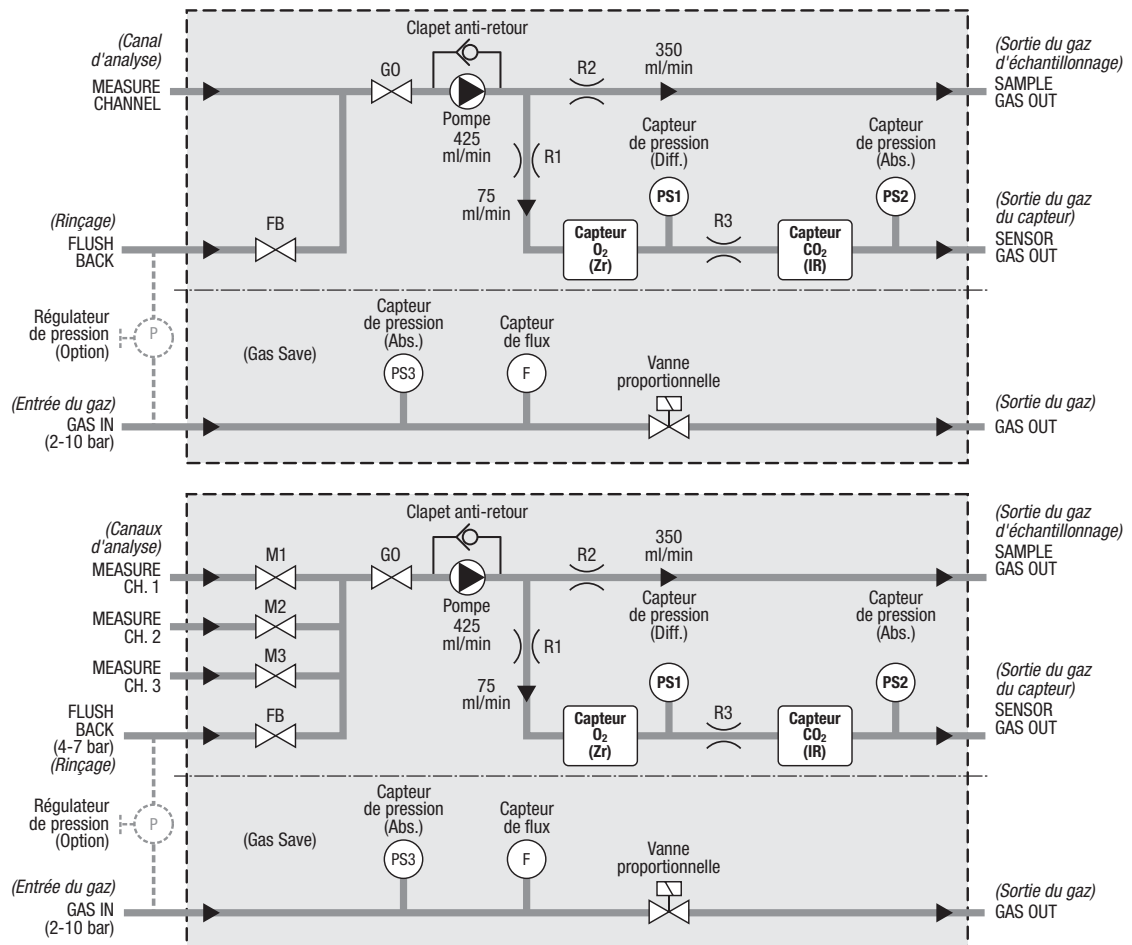 (Canal
d'analyse)
MEASURE
CHANNEL
Clapet anti-retour
GO
Pompe
425
ml/min
R2
350
ml/min
(Sortie du gaz
d'échantillonnage)
SAMPLE
GAS OUT
R1
75
ml/min
Capteur
de pression
(Diff.)
PS1
Capteur
de pression
(Abs.)
PS2
(Rinçage)
FLUSH
BACK
FB
Capteur
O₂
(Zr)
R3
Capteur
CO₂
(IR)
(Sortie du gaz
du capteur)
SENSOR
GAS OUT
Régulateur
de pression
(Option)
P
(Gas Save)
Capteur
de pression
(Abs.)
PS3
Capteur
de flux
F
Vanne
proportionnelle
(Entrée du gaz)
GAS IN
(2-10 bar)
(Sortie du gaz)
GAS OUT
(Canaux
d'analyse)
MEASURE
CH. 1
M1
MEASURE
CH. 2
M2
MEASURE
CH. 3
M3
Clapet anti-retour
GO
Pompe
425
ml/min
R2
350
ml/min
(Sortie du gaz
d'échantillonnage)
SAMPLE
GAS OUT
R1
75
ml/min
Capteur
de pression
(Diff.)
PS1
Capteur
de pression
(Abs.)
PS2
FLUSH
BACK
(4-7 bar)
(Rinçage)
FB
Capteur
O₂
(Zr)
R3
Capteur
CO₂
(IR)
(Sortie du gaz
du capteur)
SENSOR
GAS OUT
Régulateur
de pression
(Option)
P
(Gas Save)
Capteur
de pression
(Abs.)
PS3
Capteur
de flux
F
Vanne
proportionnelle
(Entrée du gaz)
GAS IN
(2-10 bar)
(Sortie du gaz)
GAS OUT